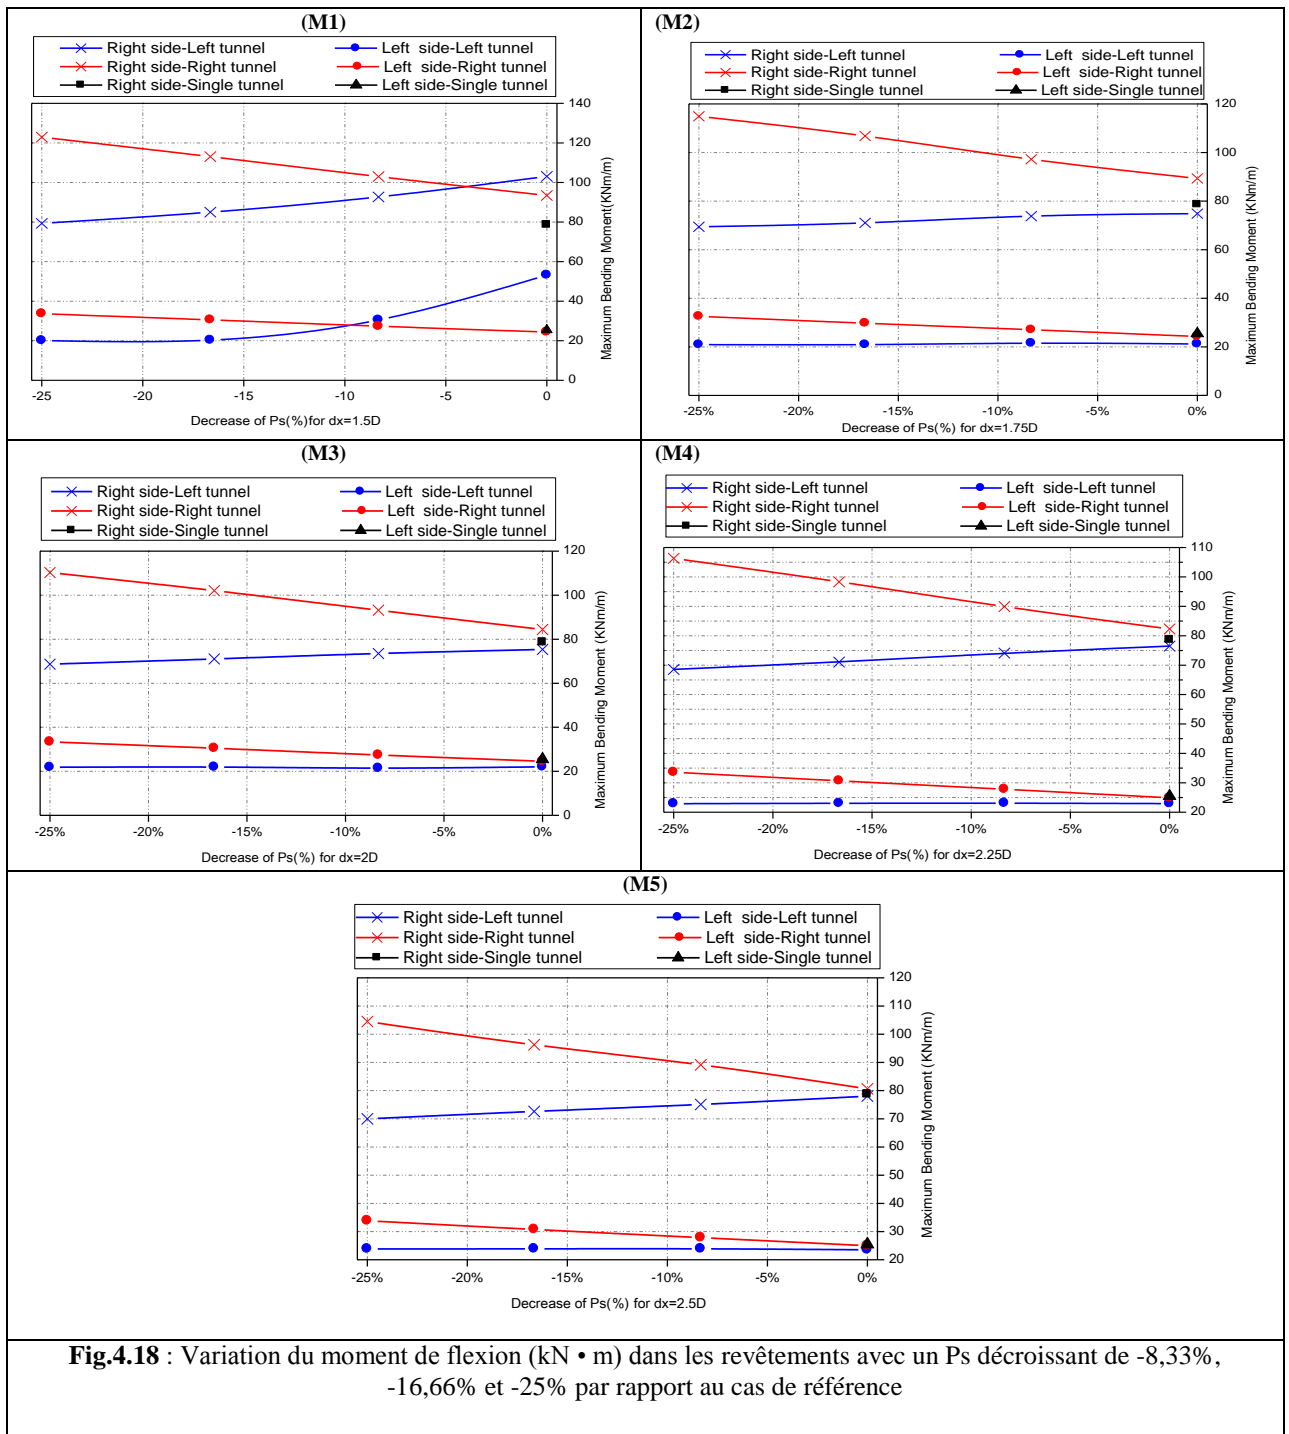 (M1)
Right side-Left tunnel
Left side-Left tunnel
Right side-Right tunnel
Left side-Right tunnel
Right side-Single tunnel
Left side-Single tunnel
140
120
100
80
60
40
20
0
Maximum Bending Moment(KNm/m)
-25
-20
-15
-10
-5
0
Decrease of Ps(%)for dx=1.5D
(M2)
Right side-Left tunnel
Left side-Left tunnel
Right side-Right tunnel
Left side-Right tunnel
Right side-Single tunnel
Left side-Single tunnel
120
100
80
60
40
20
0
Maximum Bending Moment (KNm/m)
-25%
-20%
-15%
-10%
-5%
0%
Decrease of Ps(%) for dx=1.75D
(M3)
Right side-Left tunnel
Left side-Left tunnel
Right side-Right tunnel
Left side-Right tunnel
Right side-Single tunnel
Left side-Single tunnel
120
100
80
60
40
20
0
Maximum Bending Moment (KNm/m)
-25%
-20%
-15%
-10%
-5%
0%
Decrease of Ps(%) for dx=2D
(M4)
Right side-Left tunnel
Left side-Left tunnel
Right side-Right tunnel
Left side-Right tunnel
Right side-Single tunnel
Left side-Single tunnel
110
100
90
80
70
60
50
40
30
20
Maximum Bending Moment (KNm/m)
-25%
-20%
-15%
-10%
-5%
0%
Decrease of Ps(%) for dx=2.25D
(M5)
Right side-Left tunnel
Left side-Left tunnel
Right side-Right tunnel
Left side-Right tunnel
Right side-Single tunnel
Left side-Single tunnel
120
110
100
90
80
70
60
50
40
30
20
Maximum Bending Moment (KNm/m)
-25%
-20%
-15%
-10%
-5%
0%
Decrease of Ps(%) for dx=2.5D
Fig.4.18 : Variation du moment de flexion (kN • m) dans les revêtements avec un Ps décroissant de -8,33%,
-16,66% et -25% par rapport au cas de référence